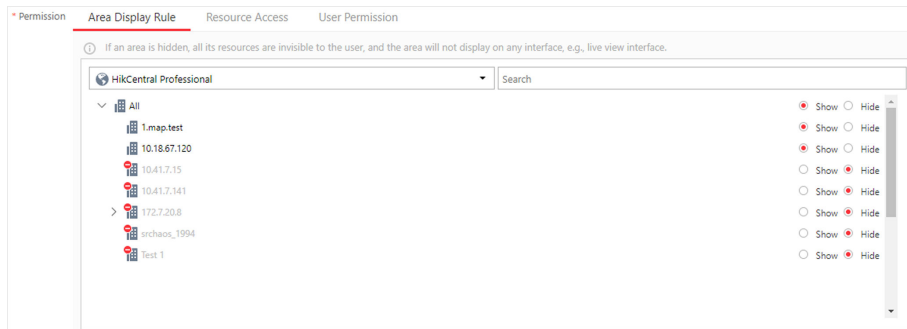 * Permission Area Display Rule Resource Access User Permission
If an area is hidden, all its resources are invisible to the user, and the area will not display on any interface, e.g., live view interface.
HikCentral Professional Search
All Show Hide
1.map.test Show Hide
10.18.67.120 Show Hide
10.41.7.15 Show Hide
10.41.7.141 Show Hide
172.7.20.8 Show Hide
srchaos_1994 Show Hide
Test 1 Show Hide